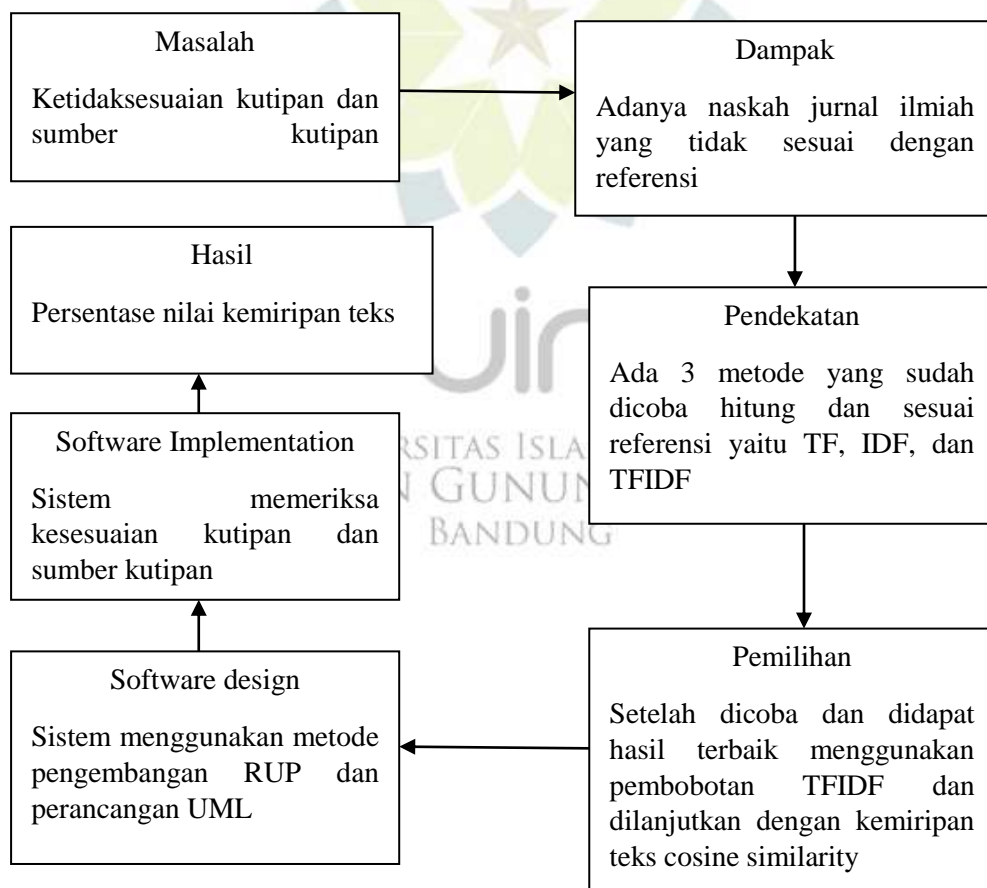 Masalah
Ketidaksesuaian kutipan dan
sumber kutipan
Dampak
Adanya naskah jurnal ilmiah
yang tidak sesuai dengan
referensi
Pendekatan
Ada 3 metode yang sudah
dicoba hitung dan sesuai
referensi yaitu TF, IDF, dan
TFIDF
Pemilihan
Setelah dicoba dan didapat
hasil terbaik menggunakan
pembobotan TFIDF dan
dilanjutkan dengan kemiripan
teks cosine similarity
Software design
Sistem menggunakan metode
pengembangan RUP dan
perancangan UML
Software Implementation
Sistem memeriksa
kesesuaian kutipan dan
sumber kutipan
Hasil
Persentase nilai kemiripan teks
BANDUNG